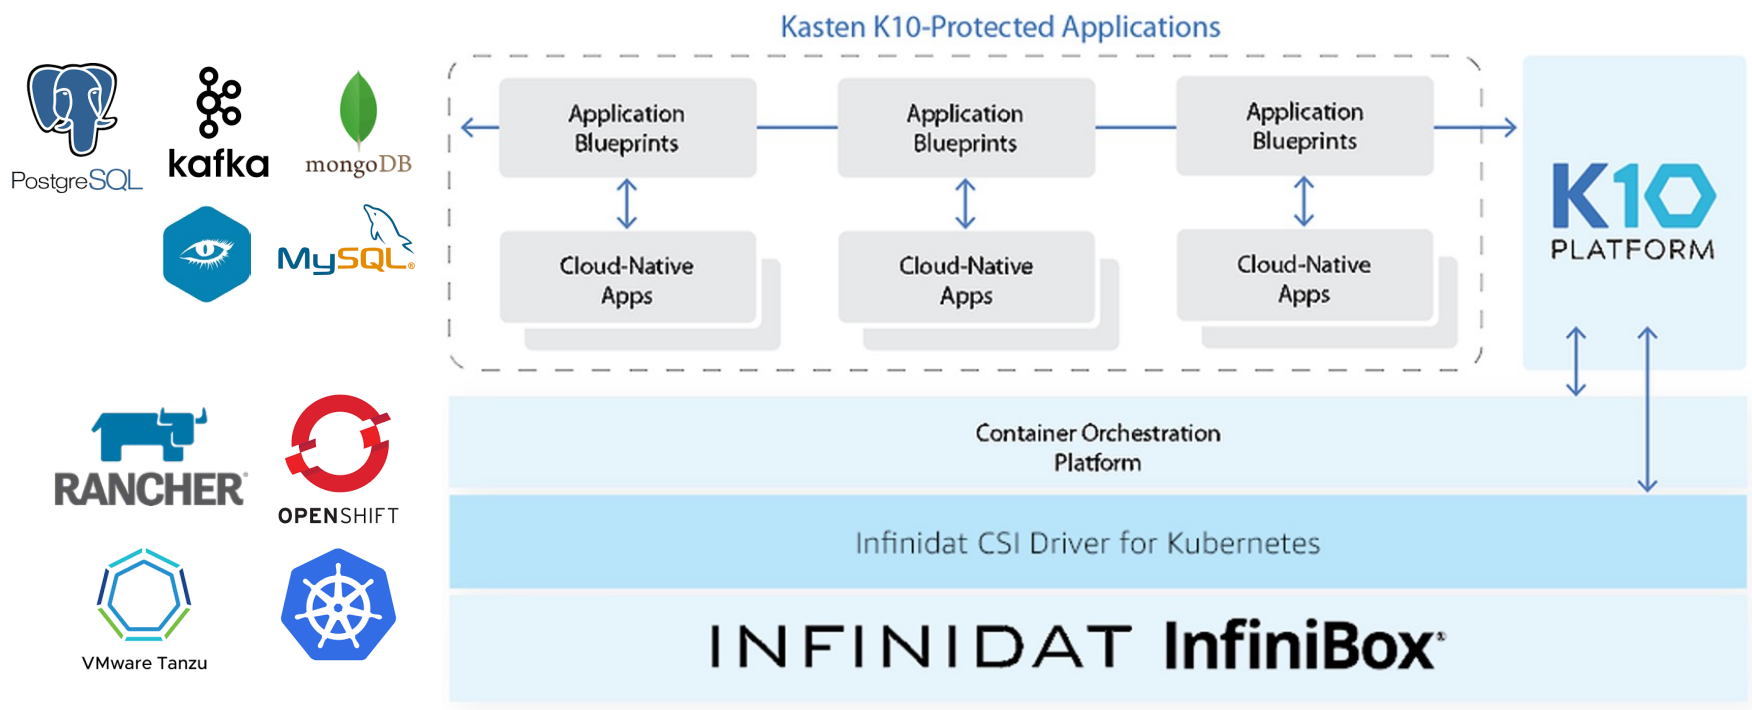 Kasten K10-Protected Applications
PostgreSQL
kafka
mongoDB
MySQL®
Application
Blueprints
Application
Blueprints
Application
Blueprints
Cloud-Native
Apps
Cloud-Native
Apps
Cloud-Native
Apps
K10
PLATFORM
RANCHER®
OPENSHIFT
VMware Tanzu
Container Orchestration
Platform
Infinidat CSI Driver for Kubernetes
INFINIDAT InfiniBox®